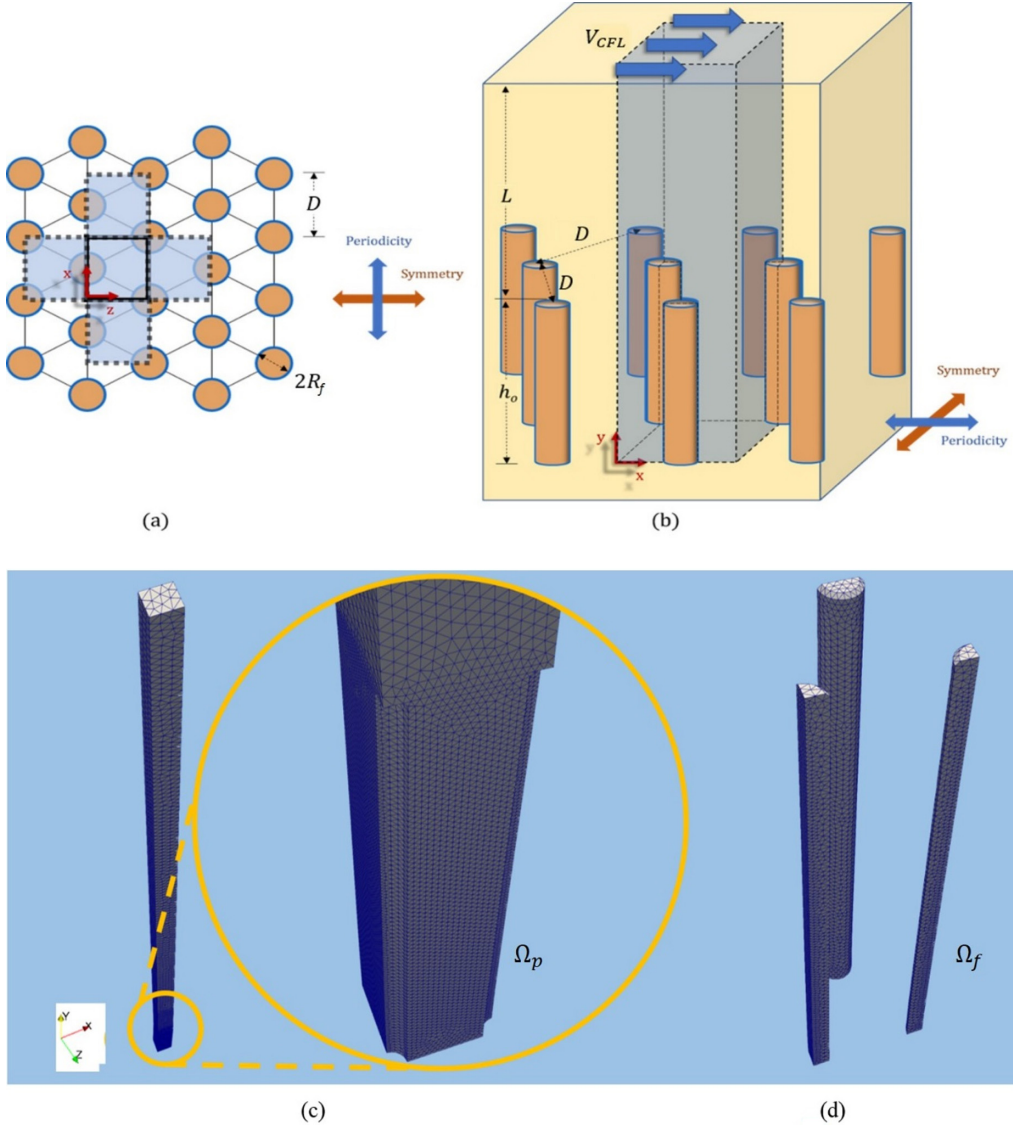 D
Periodicity
Symmetry
x
z
2R_f
(a)
V_CFL
L
D
D
h_o
y
y
x
x
Symmetry
Periodicity
(b)
Ω_p
Y
X
Z
(c)
Ω_f
(d)